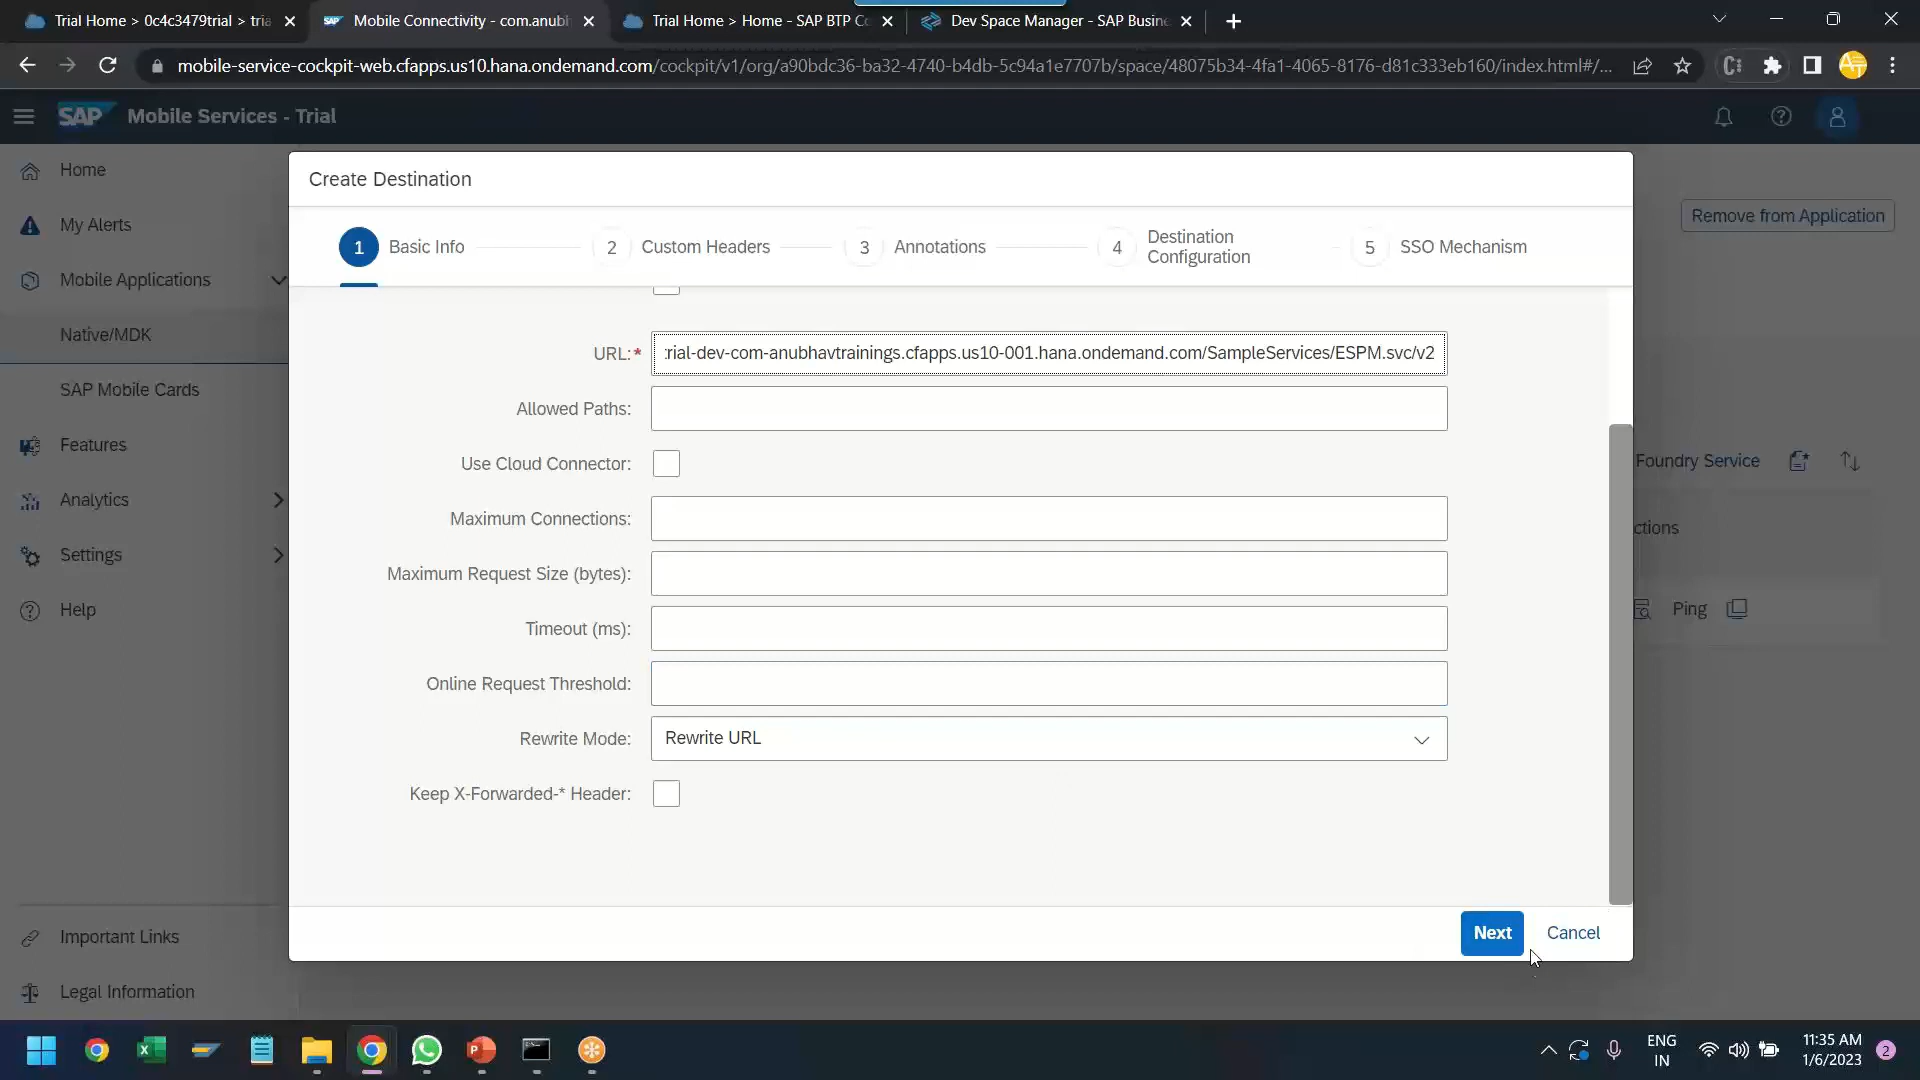 Trial Home > 0c4c3479trial > tria
Mobile Connectivity - com.anubh
Trial Home > Home - SAP BTP Co
Dev Space Manager - SAP Busine
mobile-service-cockpit-web.cfapps.us10.hana.ondemand.com/cockpit/v1/org/a90bdc36-ba32-4740-b4db-5c94a1e7707b/space/48075b34-4fa1-4065-8176-d81c333eb160/index.html#/...
SAP Mobile Services - Trial
Home
My Alerts
Mobile Applications
Native/MDK
SAP Mobile Cards
Features
Analytics
Settings
Help
Important Links
Legal Information
Remove from Application
Foundry Service
ctions
Ping
Create Destination
1 Basic Info
2 Custom Headers
3 Annotations
4 Destination
Configuration
5 SSO Mechanism
URL:* :rial-dev-com-anubhavtrainings.cfapps.us10-001.hana.ondemand.com/SampleServices/ESPM.svc/v2
Allowed Paths:
Use Cloud Connector:
Maximum Connections:
Maximum Request Size (bytes):
Timeout (ms):
Online Request Threshold:
Rewrite Mode: Rewrite URL
Keep X-Forwarded-* Header:
Next
Cancel
ENG
IN
11:35 AM
1/6/2023
2